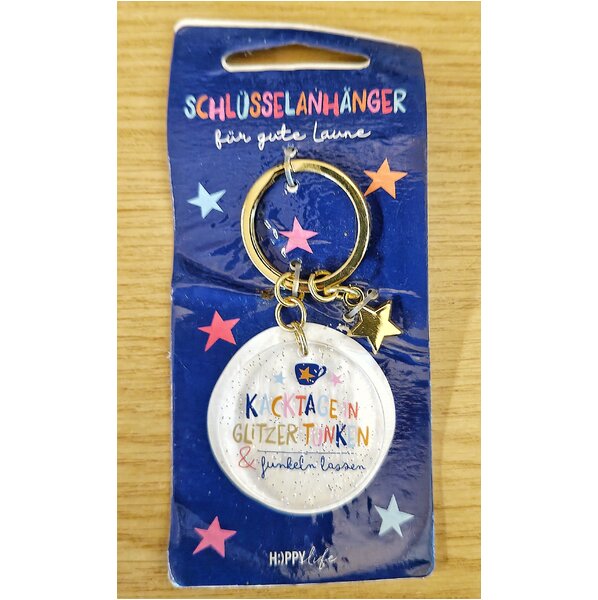 SCHLÜSSELANHÄNGER
für gute Laune
KACKTAGE IN
GLITZER TUNKEN
& funkeln lassen
HAPPY life